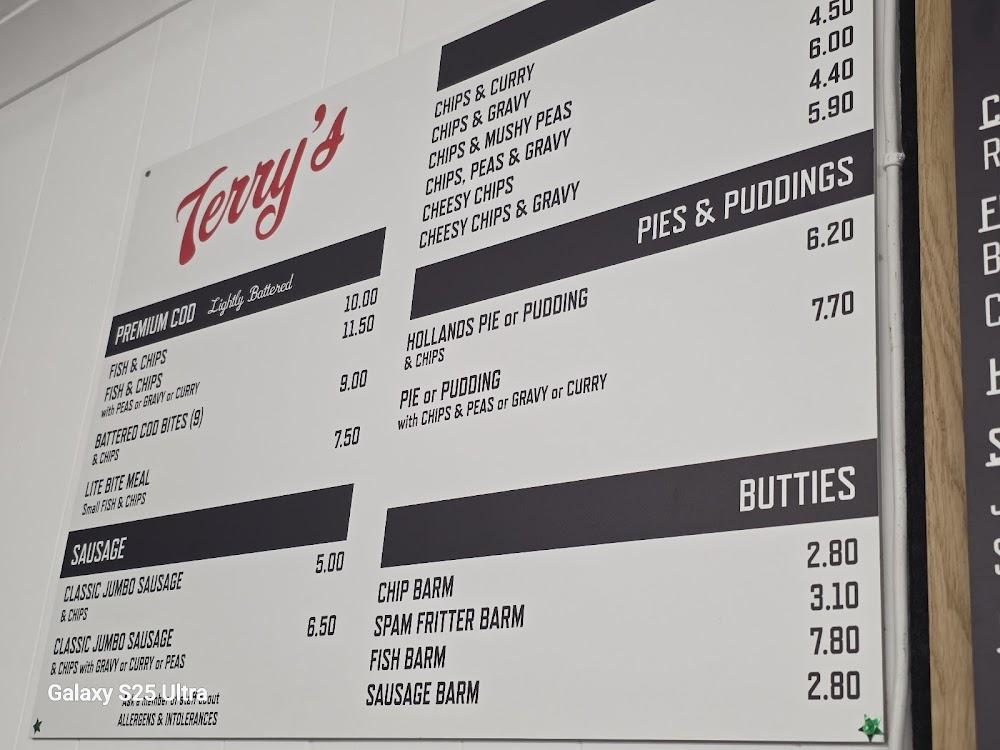 Terry's
PREMIUM COD Lightly Battered
FISH & CHIPS 10.00
FISH & CHIPS 11.50
with PEAS or GRAVY or CURRY
BATTERED COD BITES (9) 9.00
& CHIPS
LITE BITE MEAL 7.50
Small FISH & CHIPS
SAUSAGE
CLASSIC JUMBO SAUSAGE 5.00
& CHIPS
CLASSIC JUMBO SAUSAGE 6.50
& CHIPS with GRAVY or CURRY or PEAS
Ask a member of staff about
ALLERGENS & INTOLERANCES
CHIPS & CURRY
CHIPS & GRAVY
CHIPS & MUSHY PEAS 4.50
CHIPS, PEAS & GRAVY 6.00
CHEESY CHIPS 4.40
CHEESY CHIPS & GRAVY 5.90
PIES & PUDDINGS
HOLLANDS PIE or PUDDING 6.20
& CHIPS
PIE or PUDDING 7.70
with CHIPS & PEAS or GRAVY or CURRY
BUTTIES
CHIP BARM 2.80
SPAM FRITTER BARM 3.10
FISH BARM 7.80
SAUSAGE BARM 2.80
Galaxy S25 Ultra